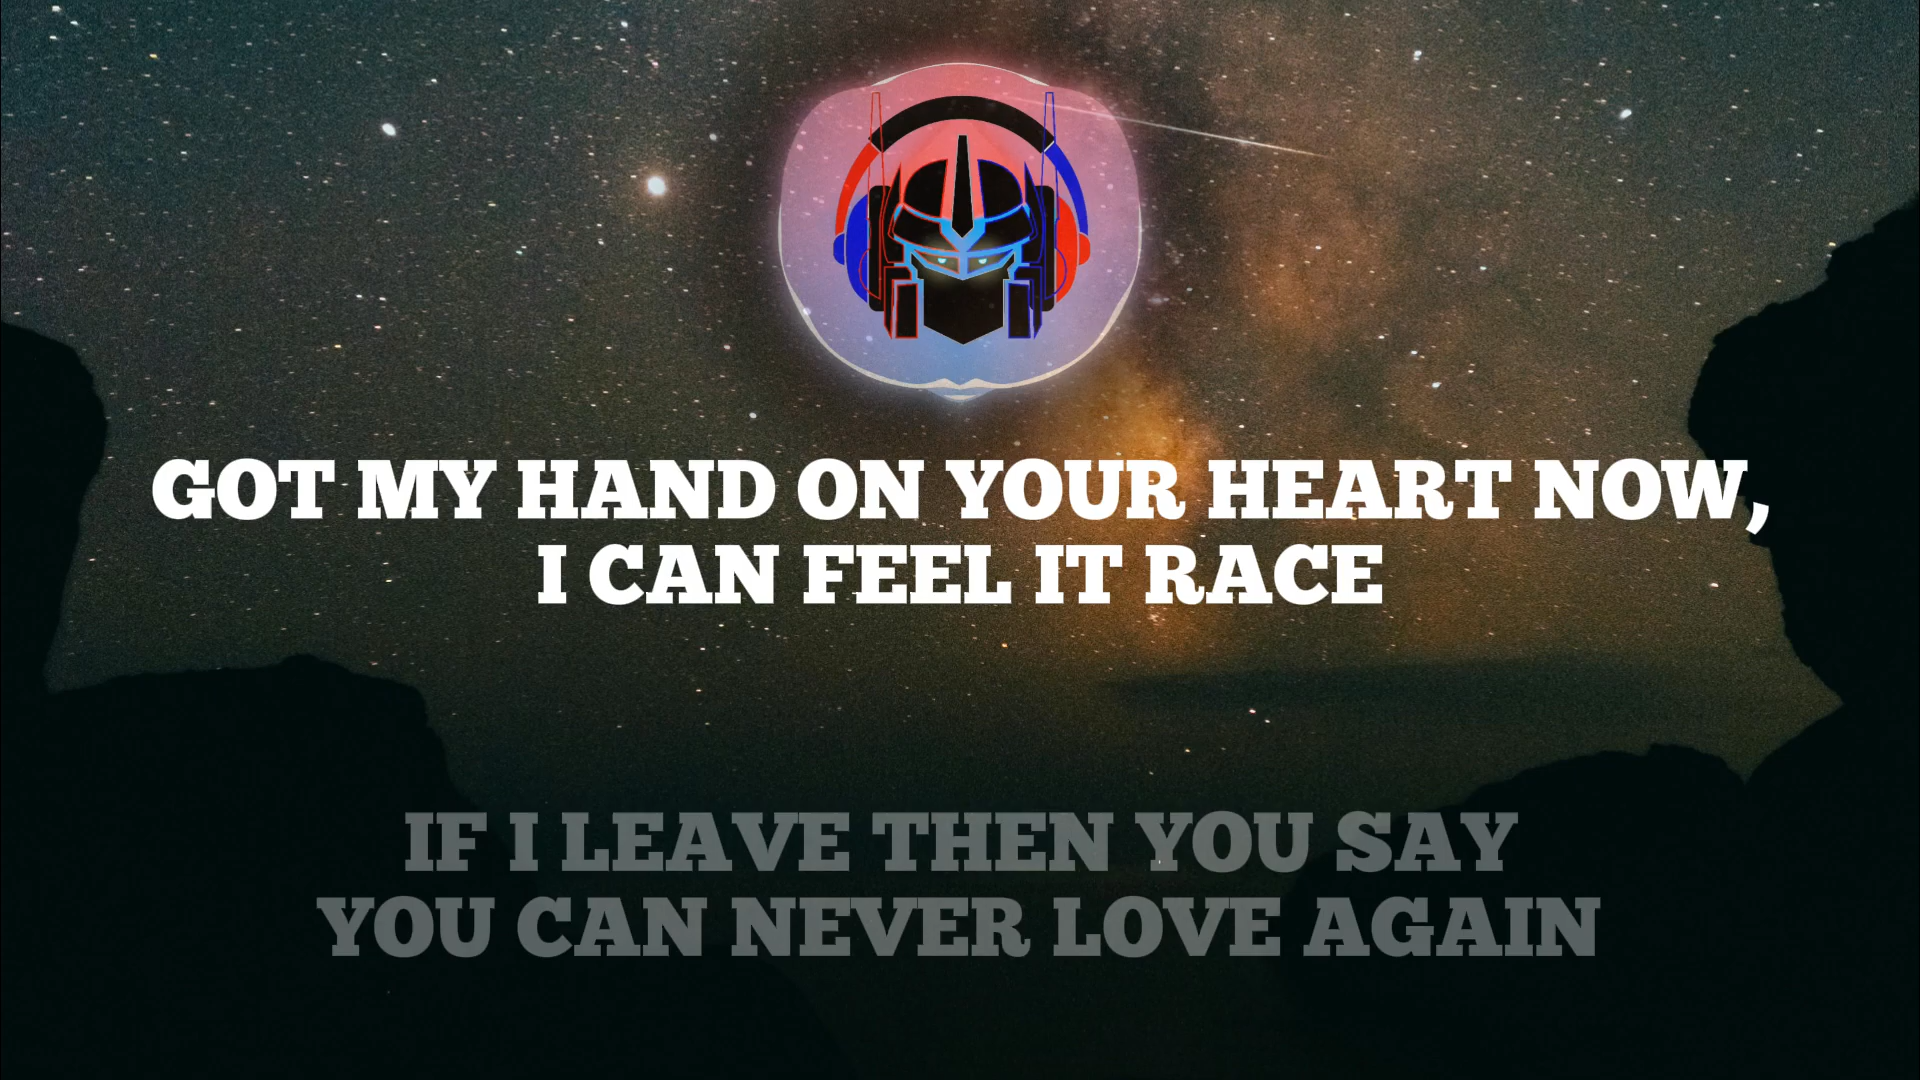 GOT MY HAND ON YOUR HEART NOW,
I CAN FEEL IT RACE
IF I LEAVE THEN YOU SAY
YOU CAN NEVER LOVE AGAIN